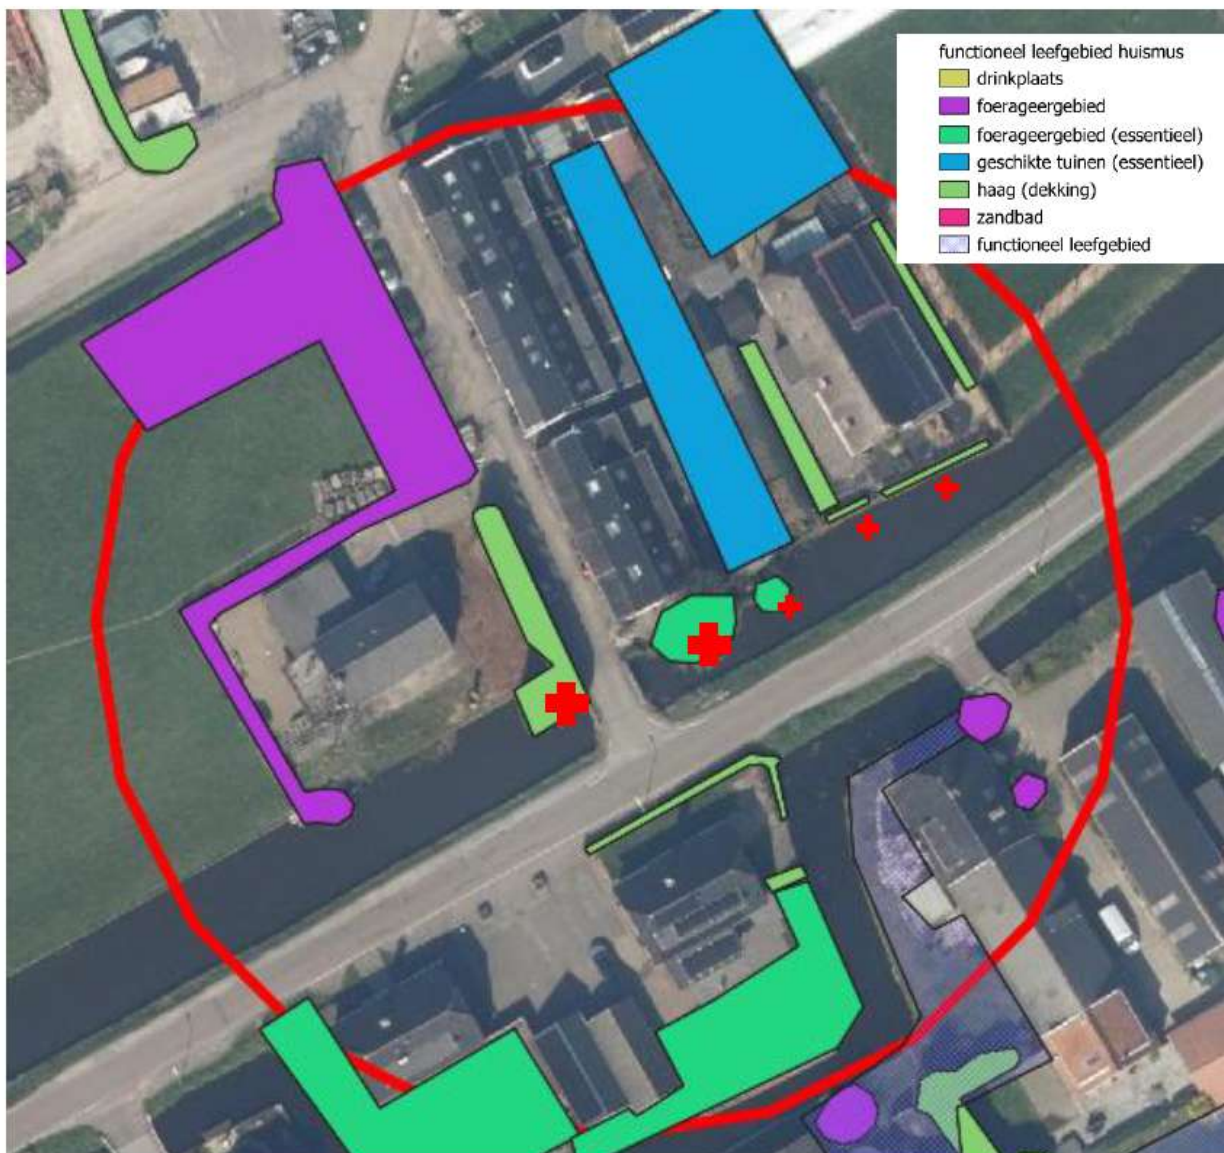 functioneel leefgebied huismus
drinkplaats
foerageergebied
foerageergebied (essentieel)
geschikte tuinen (essentieel)
haag (dekking)
zandbad
functioneel leefgebied